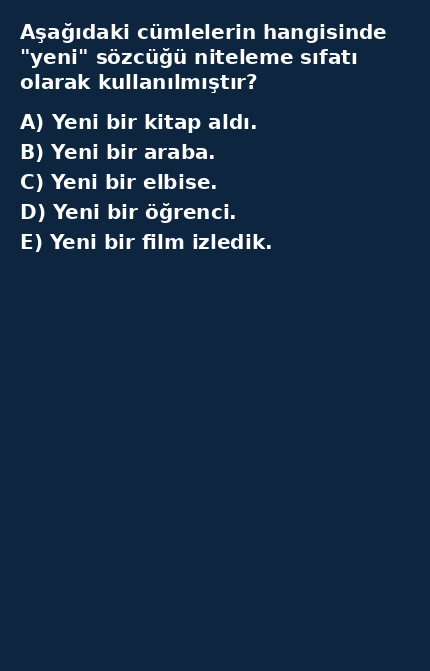 Aşağıdaki cümlelerin hangisinde
"yeni" sözcüğü niteleme sıfatı
olarak kullanılmıştır?
A) Yeni bir kitap aldı.
B) Yeni bir araba.
C) Yeni bir elbise.
D) Yeni bir öğrenci.
E) Yeni bir film izledik.